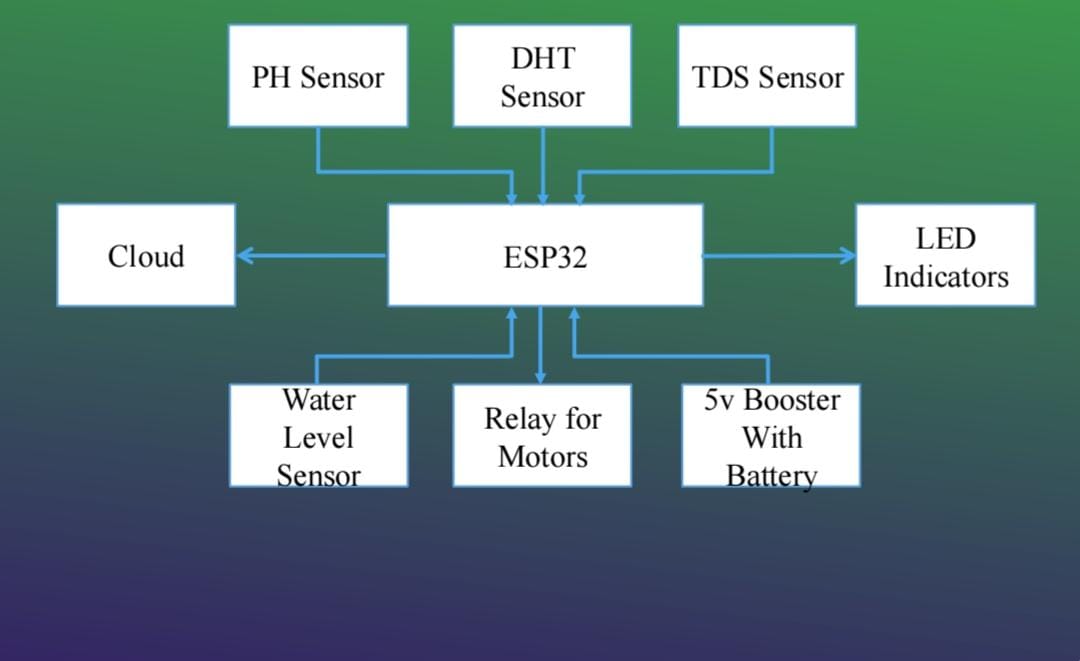 PH Sensor
DHT
Sensor
TDS Sensor
Cloud
ESP32
LED
Indicators
Water
Level
Sensor
Relay for
Motors
5v Booster
With
Battery